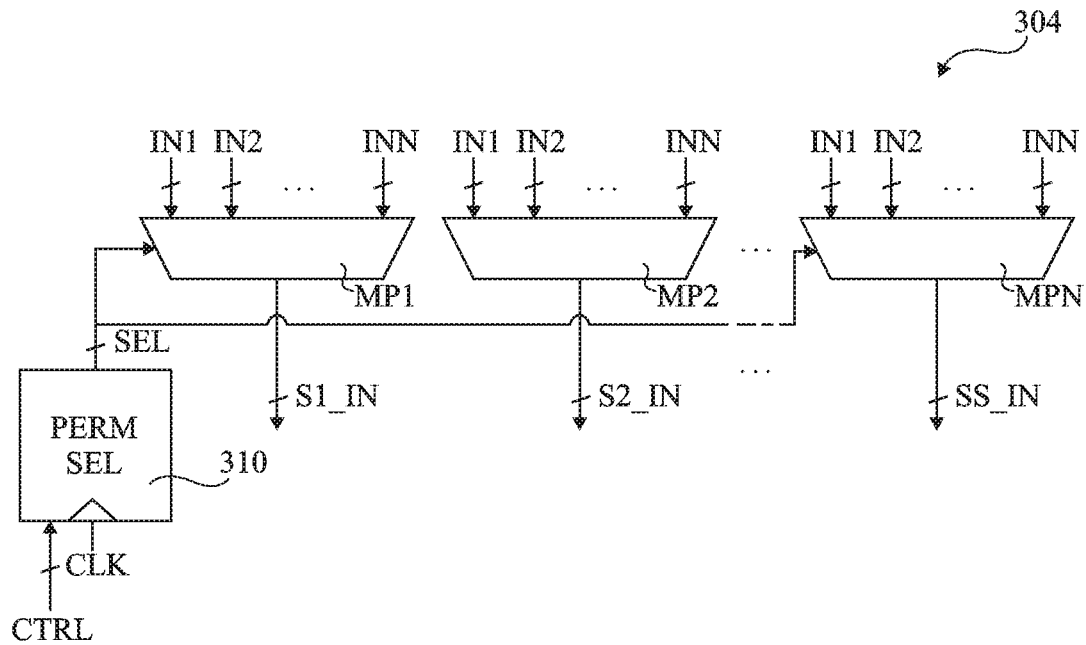 304
IN1 IN2 INN IN1 IN2 INN IN1 IN2 INN
... ... ...
...
MP1 MP2 MPN
SEL
...
S1_IN S2_IN SS_IN
PERM
SEL
310
CLK
CTRL